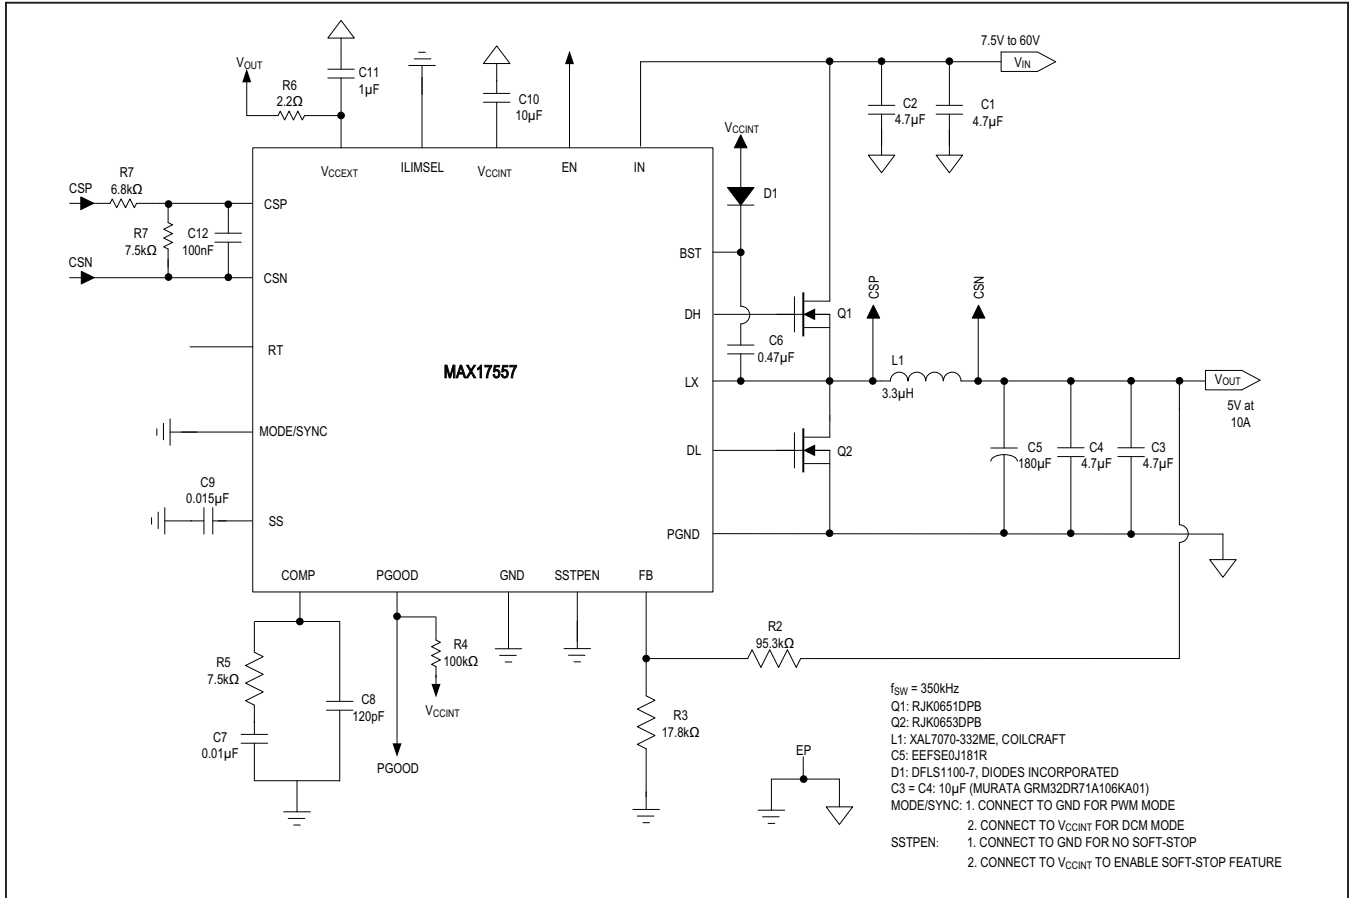 7.5V to 60V
VIN
VOUT
R6
2.2Ω
C11
1µF
C10
10µF
C2
4.7µF
C1
4.7µF
VCCINT
VCCEXT
ILIMSEL
VCCINT
EN
IN
D1
R7
6.8kΩ
CSP
CSP
R7
7.5kΩ
C12
100nF
CSN
CSN
BST
DH
Q1
CSP
CSN
C6
0.47µF
RT
MAX17557
LX
L1
3.3µH
VOUT
5V at
10A
MODE/SYNC
DL
Q2
C5
180µF
C4
4.7µF
C3
4.7µF
C9
0.015µF
SS
PGND
COMP
PGOOD
GND
SSTPEN
FB
R2
95.3kΩ
R4
100kΩ
VCCINT
R5
7.5kΩ
C8
120pF
C7
0.01µF
PGOOD
R3
17.8kΩ
EP
fSW = 350kHz
Q1: RJK0651DPB
Q2: RJK0653DPB
L1: XAL7070-332ME, COILCRAFT
C5: EEFSE0J181R
D1: DFLS1100-7, DIODES INCORPORATED
C3 = C4: 10µF (MURATA GRM32DR71A106KA01)
MODE/SYNC: 1. CONNECT TO GND FOR PWM MODE
2. CONNECT TO VCCINT FOR DCM MODE
SSTPEN: 1. CONNECT TO GND FOR NO SOFT-STOP
2. CONNECT TO VCCINT TO ENABLE SOFT-STOP FEATURE